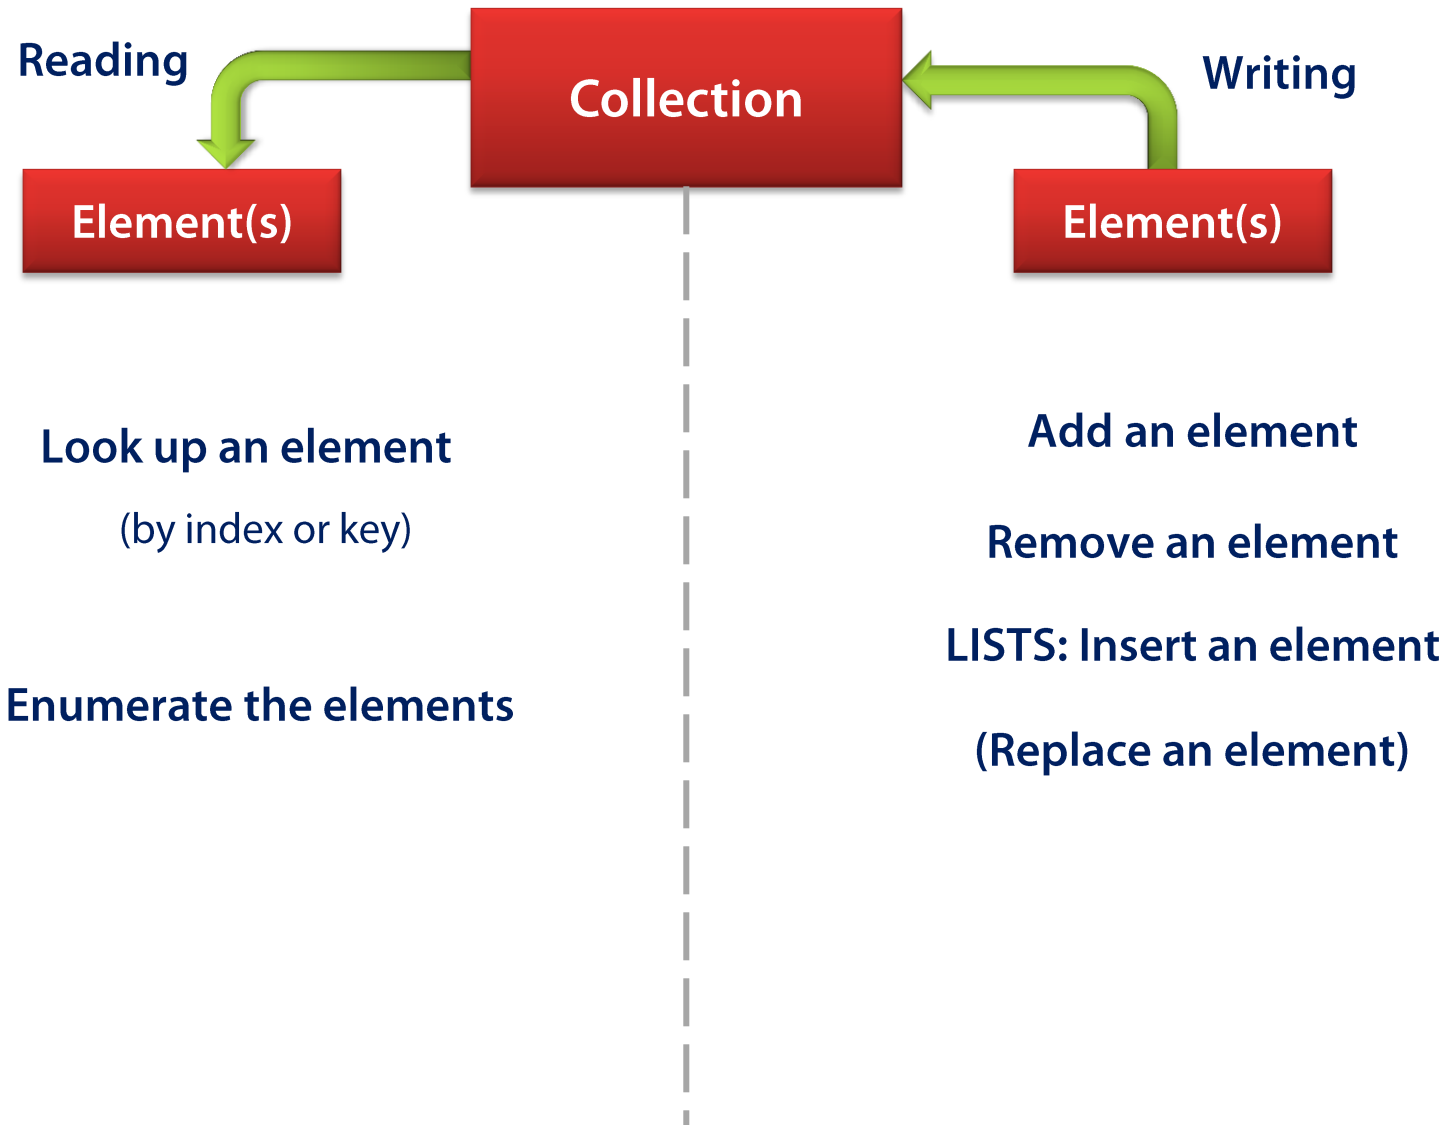 Reading
Collection
Writing
Element(s)
Element(s)
Look up an element
(by index or key)
Enumerate the elements
Add an element
Remove an element
LISTS: Insert an element
(Replace an element)